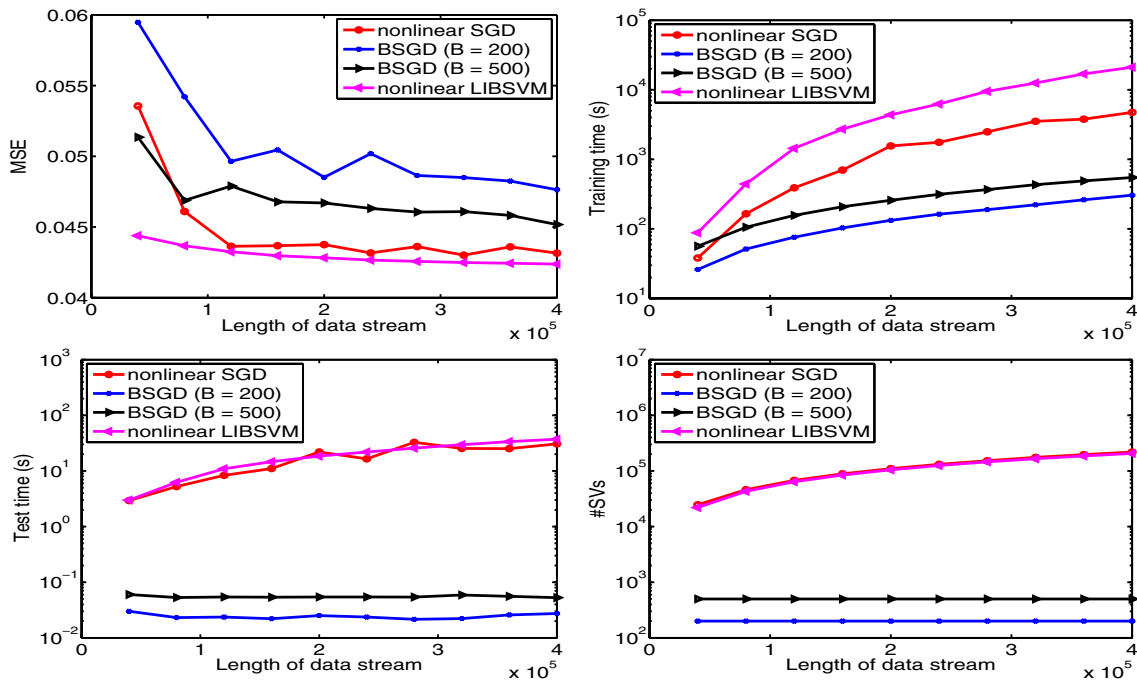 0.06
0.055
0.05
0.045
0.04
MSE
nonlinear SGD
BSGD (B = 200)
BSGD (B = 500)
nonlinear LIBSVM
0 1 2 3 4
Length of data stream
x 10^5
10^5
10^4
10^3
10^2
10^1
Training time (s)
nonlinear SGD
BSGD (B = 200)
BSGD (B = 500)
nonlinear LIBSVM
0 1 2 3 4
Length of data stream
x 10^5
10^3
10^2
10^1
10^0
10^-1
10^-2
Test time (s)
nonlinear SGD
BSGD (B = 200)
BSGD (B = 500)
nonlinear LIBSVM
0 1 2 3 4
Length of data stream
x 10^5
10^7
10^6
10^5
10^4
10^3
10^2
#SVs
nonlinear SGD
BSGD (B = 200)
BSGD (B = 500)
nonlinear LIBSVM
0 1 2 3 4
Length of data stream
x 10^5